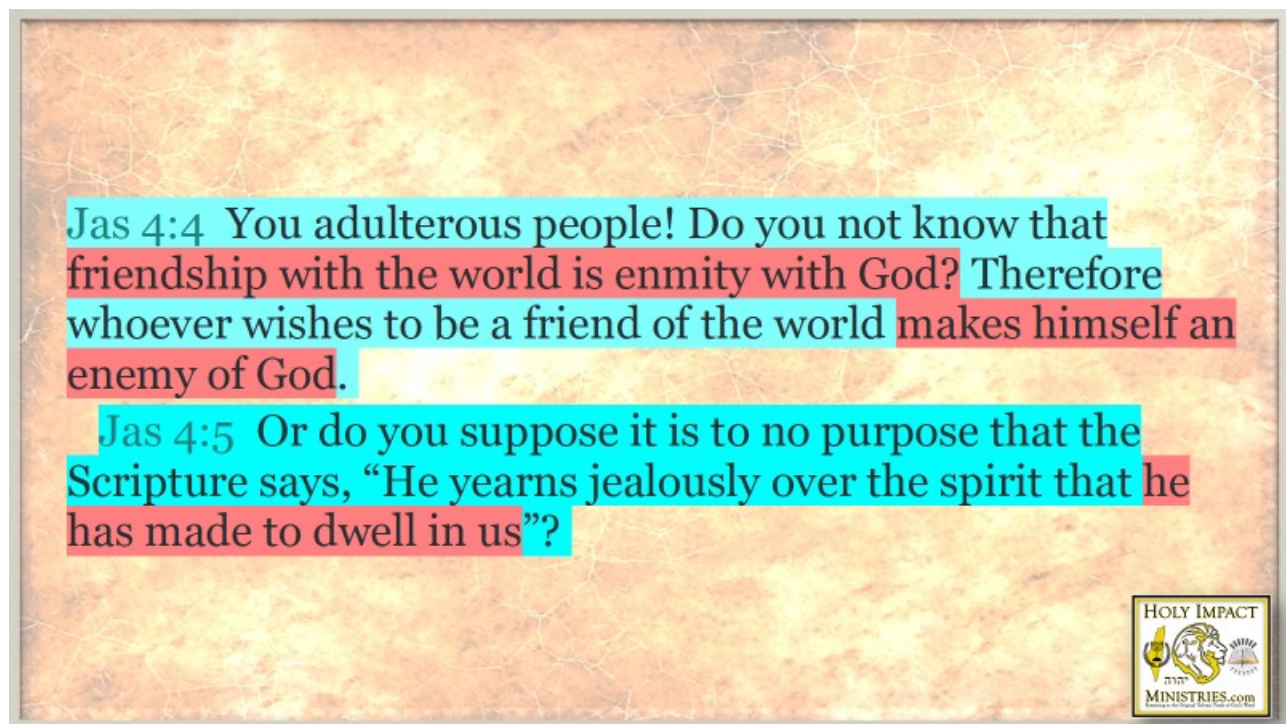 Jas 4:4 You adulterous people! Do you not know that
friendship with the world is enmity with God? Therefore
whoever wishes to be a friend of the world makes himself an
enemy of God.
Jas 4:5 Or do you suppose it is to no purpose that the
Scripture says, “He yearns jealously over the spirit that he
has made to dwell in us”?
HOLY IMPACT
יהוה
MINISTRIES.com